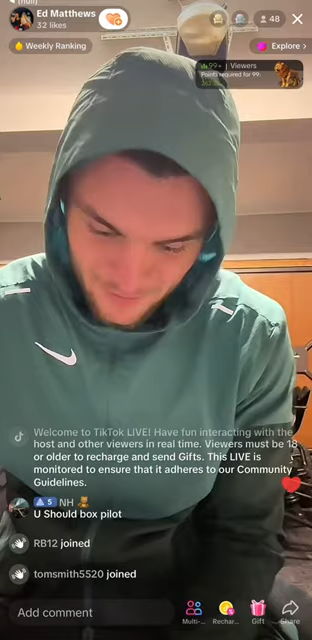 Ed Matthews
32 likes
48
Weekly Ranking
Explore >
99+ | Viewers
Points required for 99:
Welcome to TikTok LIVE! Have fun interacting with the
host and other viewers in real time. Viewers must be 18
or older to recharge and send Gifts. This LIVE is
monitored to ensure that it adheres to our Community
Guidelines.
5 NH
U Should box pilot
RB12 joined
tomsmith5520 joined
Add comment
Multi-...
Rechar...
Gift
Share